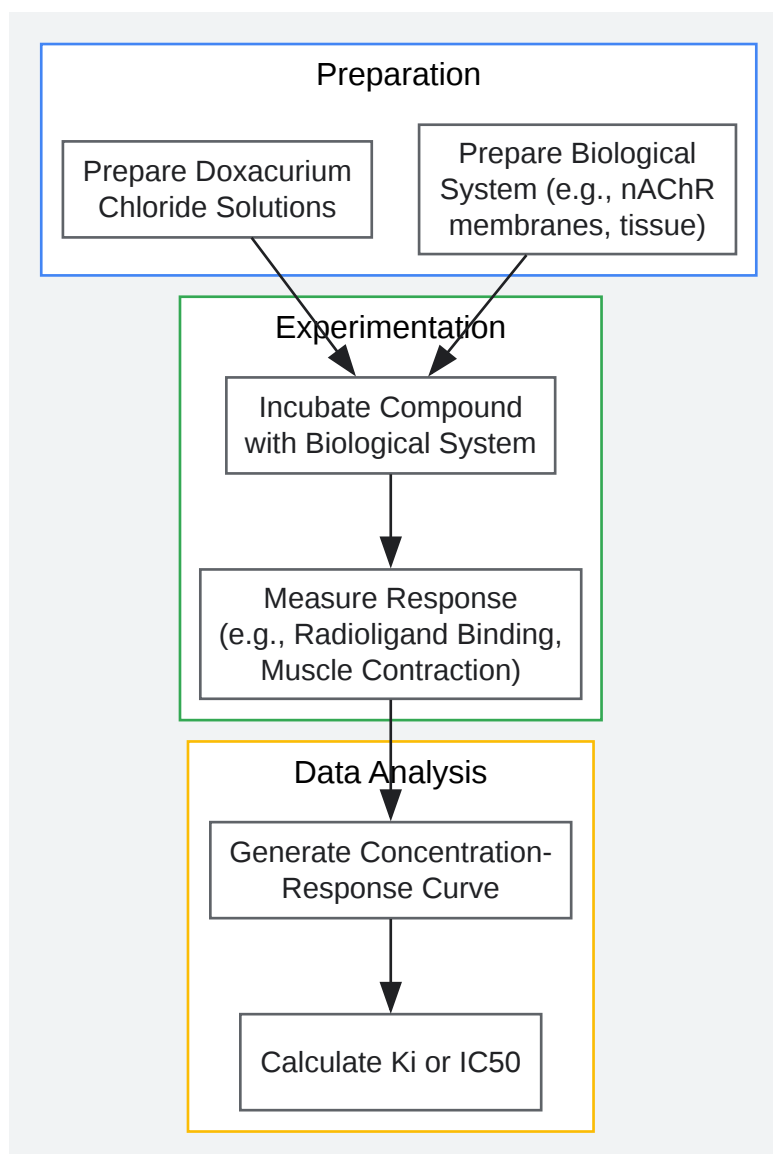 Preparation
Prepare Doxacurium
Chloride Solutions
Prepare Biological
System (e.g., nAChR
membranes, tissue)
Experimentation
Incubate Compound
with Biological System
Measure Response
(e.g., Radioligand Binding,
Muscle Contraction)
Data Analysis
Generate Concentration-
Response Curve
Calculate Ki or IC50